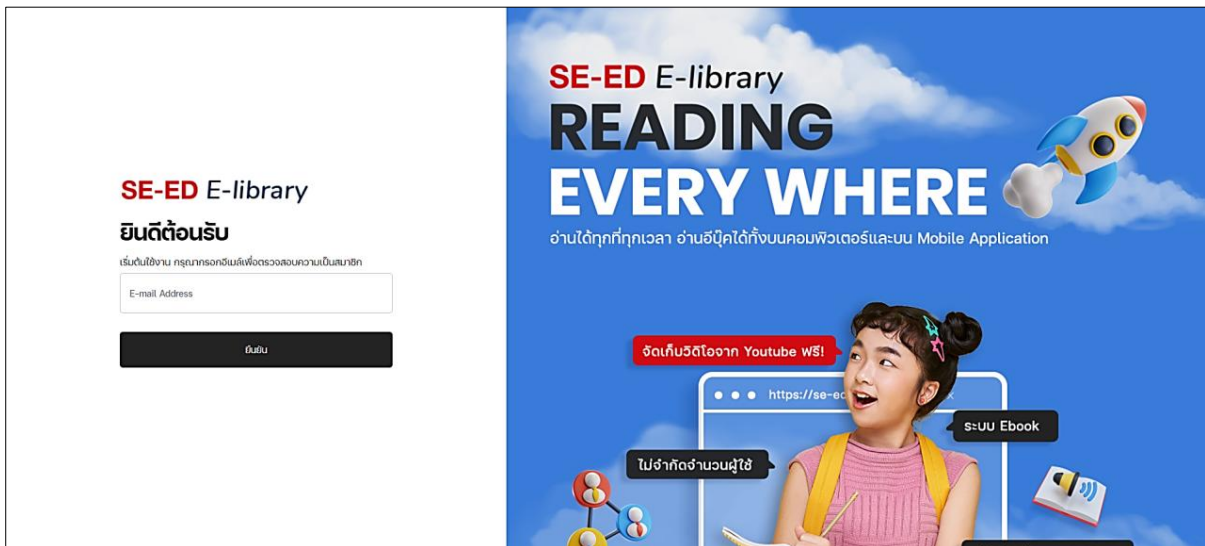 SE-ED E-library
ยินดีต้อนรับ
เริ่มต้นใช้งาน กรุณากรอกอีเมล์เพื่อตรวจสอบความเป็นสมาชิก
E-mail Address
ยืนยัน
SE-ED E-library
READING
EVERY WHERE
อ่านได้ทุกที่ทุกเวลา อ่านอีบุ๊คได้ทั้งบนคอมพิวเตอร์และบน Mobile Application
จัดเก็บวิดิโอจาก Youtube ฟรี!
https://se-ed
ระบบ Ebook
ไม่จำกัดจำนวนผู้ใช้